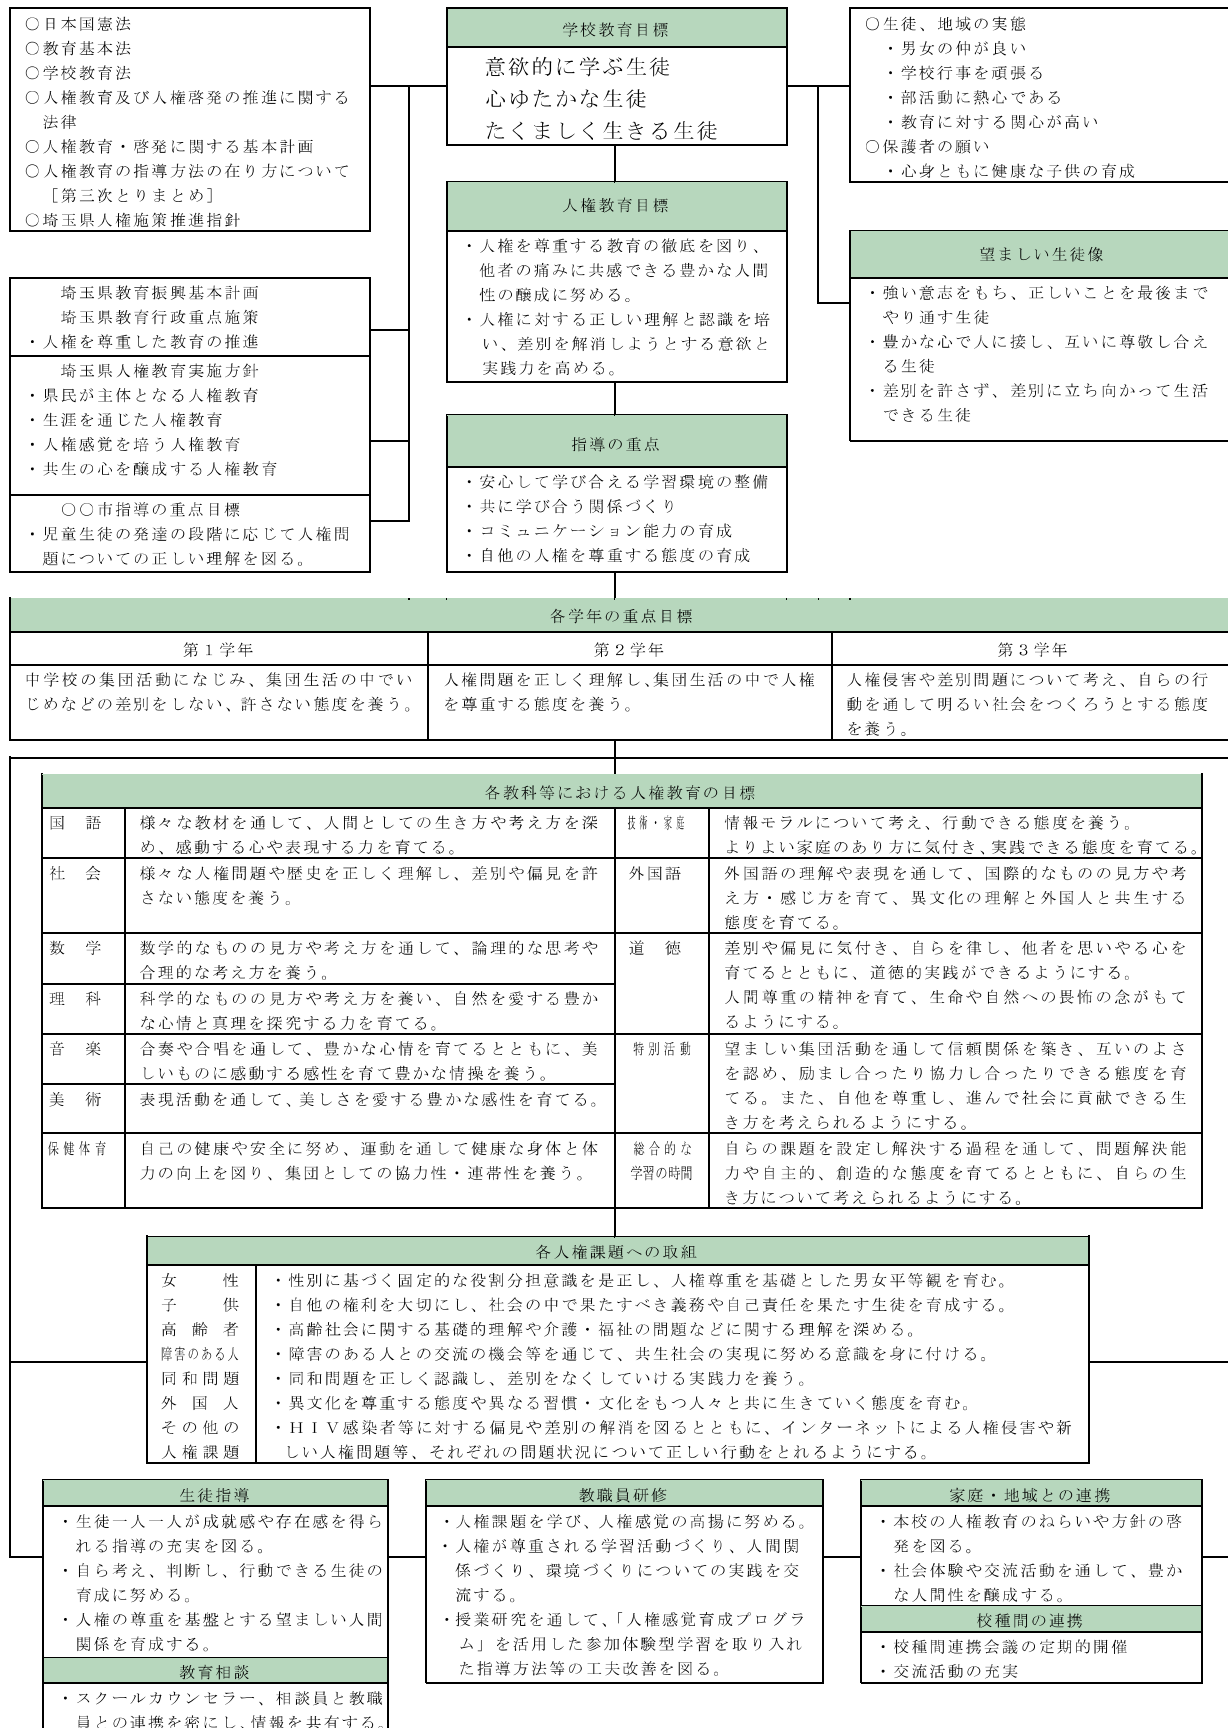 ○日本国憲法
○教育基本法
○学校教育法
○人権教育及び人権啓発の推進に関する
法律
○人権教育・啓発に関する基本計画
○人権教育の指導方法の在り方について
［第三次とりまとめ］
○埼玉県人権施策推進指針
埼玉県教育振興基本計画
埼玉県教育行政重点施策
・人権を尊重した教育の推進
埼玉県人権教育実施方針
・県民が主体となる人権教育
・生涯を通じた人権教育
・人権感覚を培う人権教育
・共生の心を醸成する人権教育
○○市指導の重点目標
・児童生徒の発達の段階に応じて人権問
題についての正しい理解を図る。
学校教育目標
意欲的に学ぶ生徒
心ゆたかな生徒
たくましく生きる生徒
人権教育目標
・人権を尊重する教育の徹底を図り、
他者の痛みに共感できる豊かな人間
性の醸成に努める。
・人権に対する正しい理解と認識を培
い、差別を解消しようとする意欲と
実践力を高める。
指導の重点
・安心して学び合える学習環境の整備
・共に学び合う関係づくり
・コミュニケーション能力の育成
・自他の人権を尊重する態度の育成
○生徒、地域の実態
・男女の仲が良い
・学校行事を頑張る
・部活動に熱心である
・教育に対する関心が高い
○保護者の願い
・心身ともに健康な子供の育成
望ましい生徒像
・強い意志をもち、正しいことを最後まで
やり通す生徒
・豊かな心で人に接し、互いに尊敬し合え
る生徒
・差別を許さず、差別に立ち向かって生活
できる生徒
各学年の重点目標
第１学年
第２学年
第３学年
中学校の集団活動になじみ、集団生活の中でい
じめなどの差別をしない、許さない態度を養う。
人権問題を正しく理解し、集団生活の中で人権
を尊重する態度を養う。
人権侵害や差別問題について考え、自らの行
動を通して明るい社会をつくろうとする態度
を養う。
各教科等における人権教育の目標
国　語
様々な教材を通して、人間としての生き方や考え方を深
め、感動する心や表現する力を育てる。
社　会
様々な人権問題や歴史を正しく理解し、差別や偏見を許
さない態度を養う。
数　学
数学的なものの見方や考え方を通して、論理的な思考や
合理的な考え方を養う。
理　科
科学的なものの見方や考え方を養い、自然を愛する豊か
な心情と真理を探究する力を育てる。
音　楽
合奏や合唱を通して、豊かな心情を育てるとともに、美
しいものに感動する感性を育て豊かな情操を養う。
美　術
表現活動を通して、美しさを愛する豊かな感性を育てる。
保健体育
自己の健康や安全に努め、運動を通して健康な身体と体
力の向上を図り、集団としての協力性・連帯性を養う。
技術・家庭
情報モラルについて考え、行動できる態度を養う。
よりよい家庭のあり方に気付き、実践できる態度を育てる。
外国語
外国語の理解や表現を通して、国際的なものの見方や考
え方・感じ方を育て、異文化の理解と外国人と共生する
態度を育てる。
道　徳
差別や偏見に気付き、自らを律し、他者を思いやる心を
育てるとともに、道徳的実践ができるようにする。
人間尊重の精神を育て、生命や自然への畏怖の念がもて
るようにする。
特別活動
望ましい集団活動を通して信頼関係を築き、互いのよさ
を認め、励まし合ったり協力し合ったりできる態度を育
てる。また、自他を尊重し、進んで社会に貢献できる生
き方を考えられるようにする。
総合的な
学習の時間
自らの課題を設定し解決する過程を通して、問題解決能
力や自主的、創造的な態度を育てるとともに、自らの生
き方について考えられるようにする。
各人権課題への取組
女　性　・性別に基づく固定的な役割分担意識を是正し、人権尊重を基礎とした男女平等観を育む。
子　供　・自他の権利を大切にし、社会の中で果たすべき義務や自己責任を果たす生徒を育成する。
高齢者　・高齢社会に関する基礎的理解や介護・福祉の問題などに関する理解を深める。
障害のある人　・障害のある人との交流の機会等を通じて、共生社会の実現に努める意識を身に付ける。
同和問題　・同和問題を正しく認識し、差別をなくしていける実践力を養う。
外国人　・異文化を尊重する態度や異なる習慣・文化をもつ人々と共に生きていく態度を育む。
その他の　・ＨＩＶ感染者等に対する偏見や差別の解消を図るとともに、インターネットによる人権侵害や新
人権課題　しい人権問題等、それぞれの問題状況について正しい行動をとれるようにする。
生徒指導
・生徒一人一人が成就感や存在感を得ら
れる指導の充実を図る。
・自ら考え、判断し、行動できる生徒の
育成に努める。
・人権の尊重を基盤とする望ましい人間
関係を育成する。
教育相談
・スクールカウンセラー、相談員と教職
員との連携を密にし、情報を共有する。
教職員研修
・人権課題を学び、人権感覚の高揚に努める。
・人権が尊重される学習活動づくり、人間関
係づくり、環境づくりについての実践を交
流する。
・授業研究を通して、「人権感覚育成プログラ
ム」を活用した参加体験型学習を取り入れ
た指導方法等の工夫改善を図る。
家庭・地域との連携
・本校の人権教育のねらいや方針の啓
発を図る。
・社会体験や交流活動を通して、豊か
な人間性を醸成する。
校種間の連携
・校種間連携会議の定期的開催
・交流活動の充実